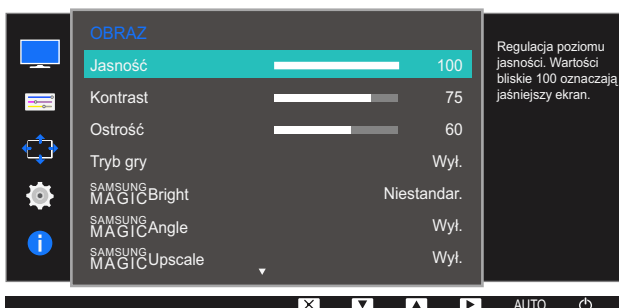 OBRAZ
Jasność 100
Kontrast 75
Ostrość 60
Tryb gry Wył.
SAMSUNG MAGIC Bright Niestandar.
SAMSUNG MAGIC Angle Wył.
SAMSUNG MAGIC Upscale Wył.
Regulacja poziomu
jasności. Wartości
bliskie 100 oznaczają
jaśniejszy ekran.
AUTO